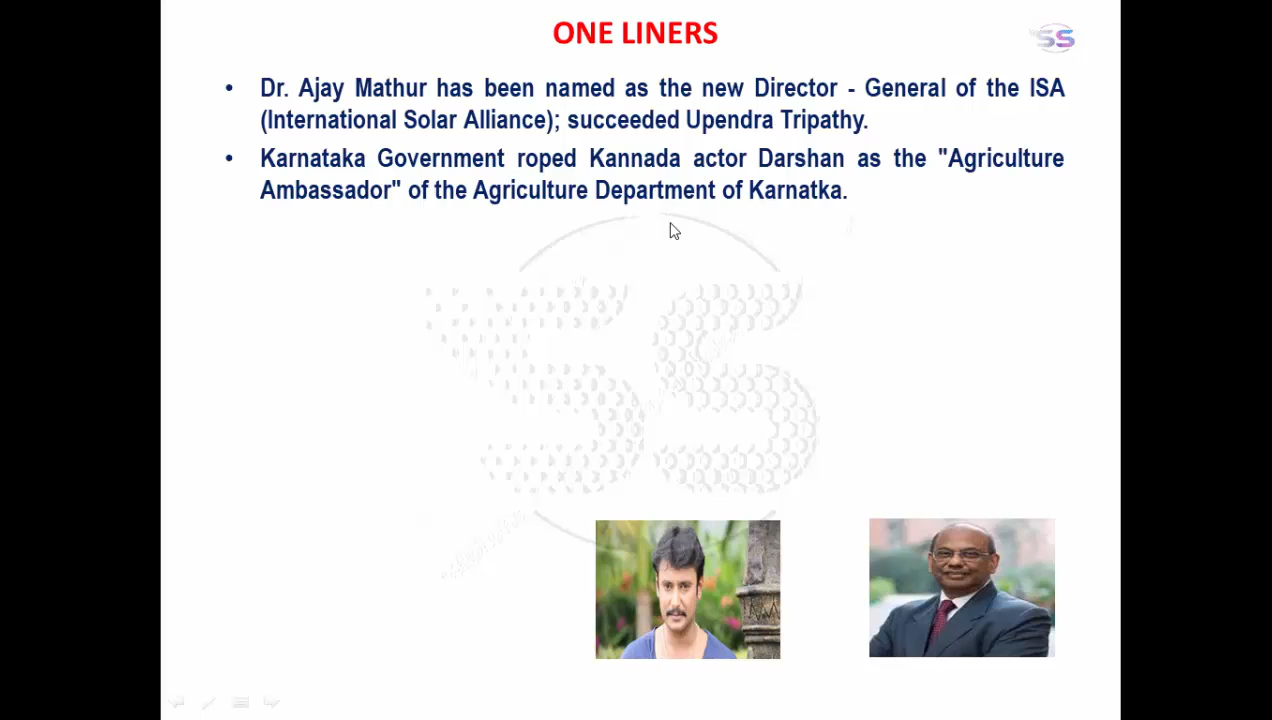 ONE LINERS
SS
• Dr. Ajay Mathur has been named as the new Director - General of the ISA
(International Solar Alliance); succeeded Upendra Tripathy.
• Karnataka Government roped Kannada actor Darshan as the "Agriculture
Ambassador" of the Agriculture Department of Karnatka.
SS